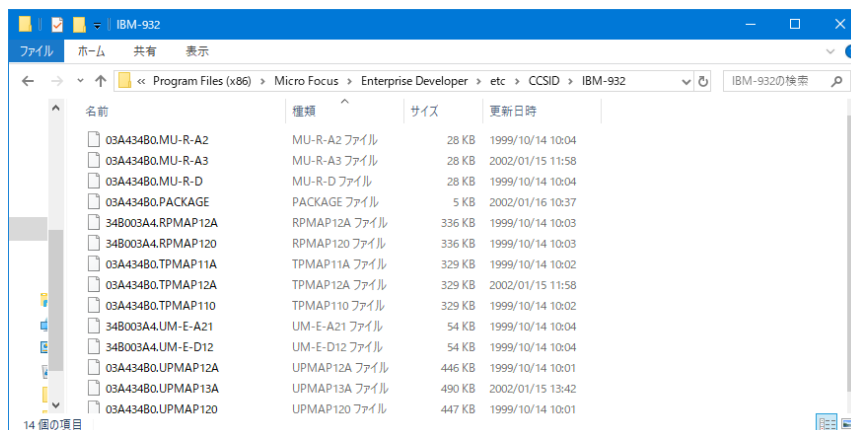 IBM-932
ファイル ホーム 共有 表示
« Program Files (x86) > Micro Focus > Enterprise Developer > etc > CCSID > IBM-932 IBM-932の検索
名前 種類 サイズ 更新日時
03A434B0.MU-R-A2 MU-R-A2 ファイル 28 KB 1999/10/14 10:04
03A434B0.MU-R-A3 MU-R-A3 ファイル 28 KB 2002/01/15 11:58
03A434B0.MU-R-D MU-R-D ファイル 28 KB 1999/10/14 10:04
03A434B0.PACKAGE PACKAGE ファイル 5 KB 2002/01/16 10:37
34B003A4.RPMAP12A RPMAP12A ファイル 336 KB 1999/10/14 10:03
34B003A4.RPMAP120 RPMAP120 ファイル 336 KB 1999/10/14 10:03
03A434B0.TPMAP11A TPMAP11A ファイル 329 KB 1999/10/14 10:02
03A434B0.TPMAP12A TPMAP12A ファイル 329 KB 2002/01/15 11:58
03A434B0.TPMAP110 TPMAP110 ファイル 329 KB 1999/10/14 10:02
34B003A4.UM-E-A21 UM-E-A21 ファイル 54 KB 1999/10/14 10:04
34B003A4.UM-E-D12 UM-E-D12 ファイル 54 KB 1999/10/14 10:04
03A434B0.UPMAP12A UPMAP12A ファイル 446 KB 1999/10/14 10:01
03A434B0.UPMAP13A UPMAP13A ファイル 490 KB 2002/01/15 13:42
03A434B0.UPMAP120 UPMAP120 ファイル 447 KB 1999/10/14 10:01
14 個の項目